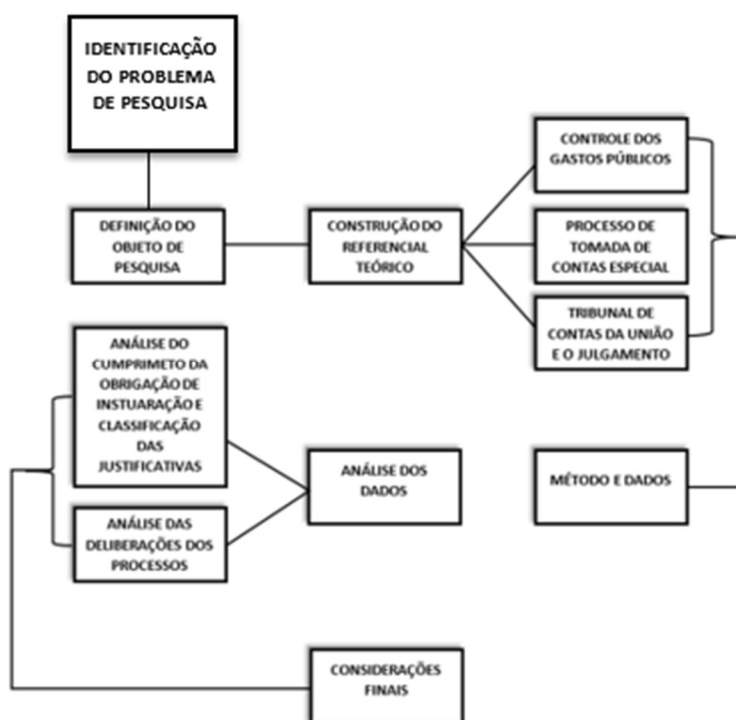 IDENTIFICAÇÃO
DO PROBLEMA
DE PESQUISA
DEFINIÇÃO DO
OBJETO DE
PESQUISA
CONSTRUÇÃO DO
REFERENCIAL
TEÓRICO
CONTROLE DOS
GASTOS PÚBLICOS
PROCESSO DE
TOMADA DE
CONTAS ESPECIAL
TRIBUNAL DE
CONTAS DA UNIÃO
E O JULGAMENTO
MÉTODO E DADOS
ANÁLISE DOS
DADOS
ANÁLISE DO
CUMPRIMETO DA
OBRIGAÇÃO DE
INSTUARAÇÃO E
CLASSIFICAÇÃO
DAS
JUSTIFICATIVAS
ANÁLISE DAS
DELIBERAÇÕES DOS
PROCESSOS
CONSIDERAÇÕES
FINAIS